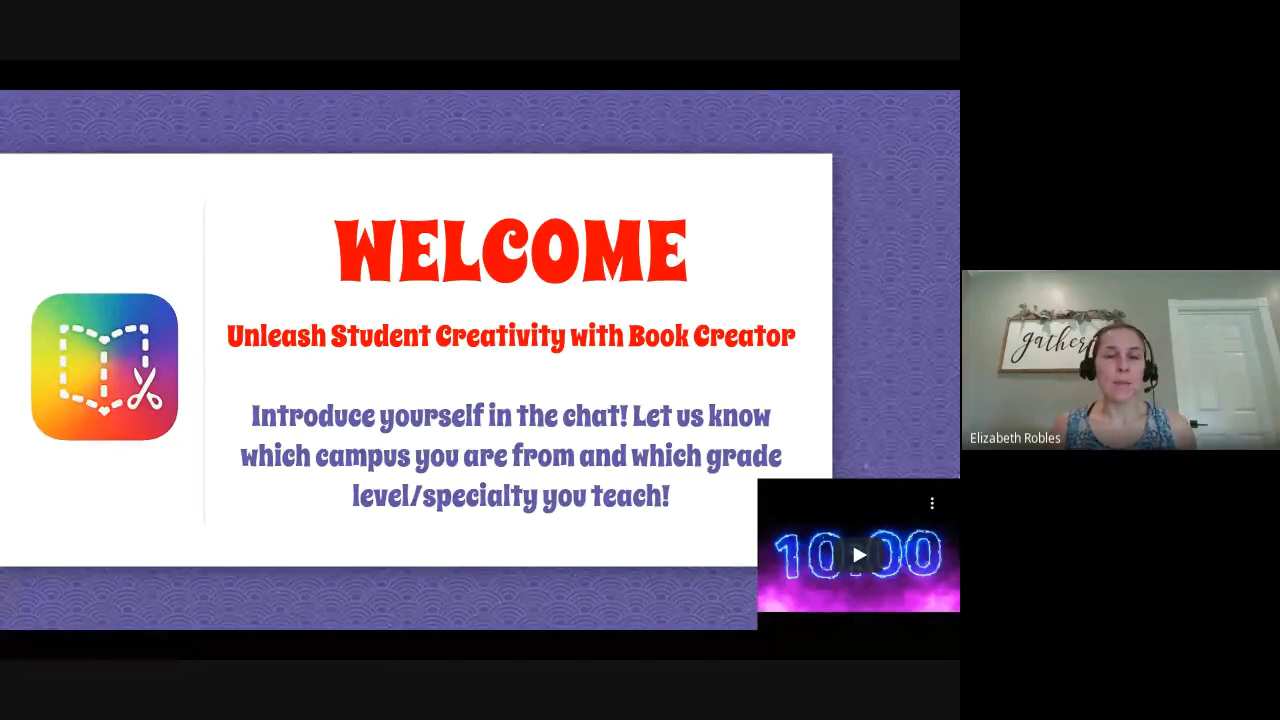 WELCOME
Unleash Student Creativity with Book Creator
Introduce yourself in the chat! Let us know
which campus you are from and which grade
level/specialty you teach!
10:00
gather
Elizabeth Robles